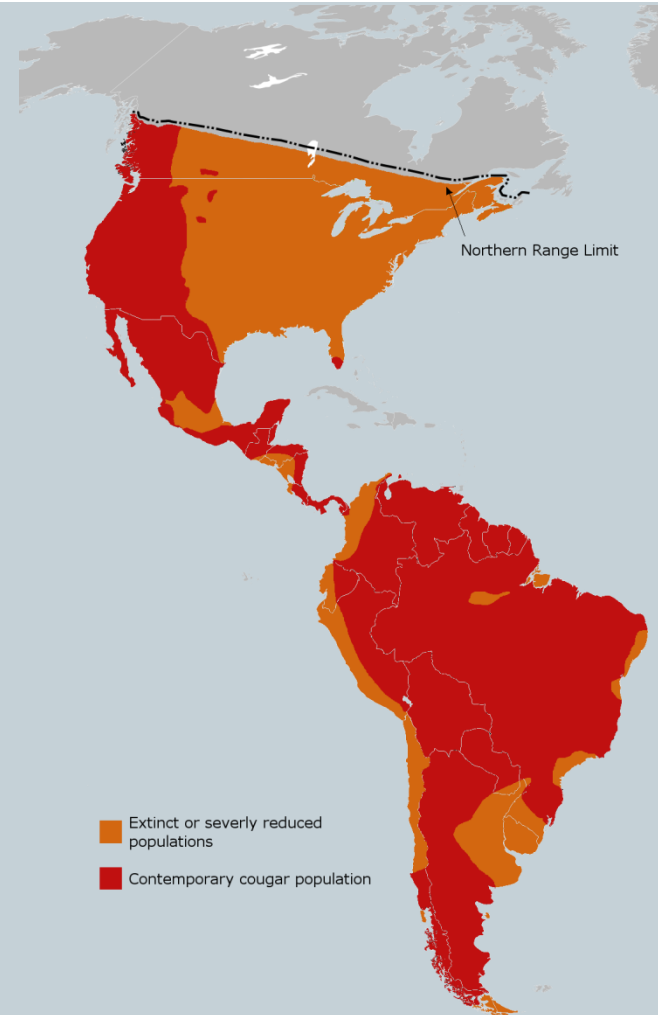 Northern Range Limit
Extinct or severly reduced
populations
Contemporary cougar population